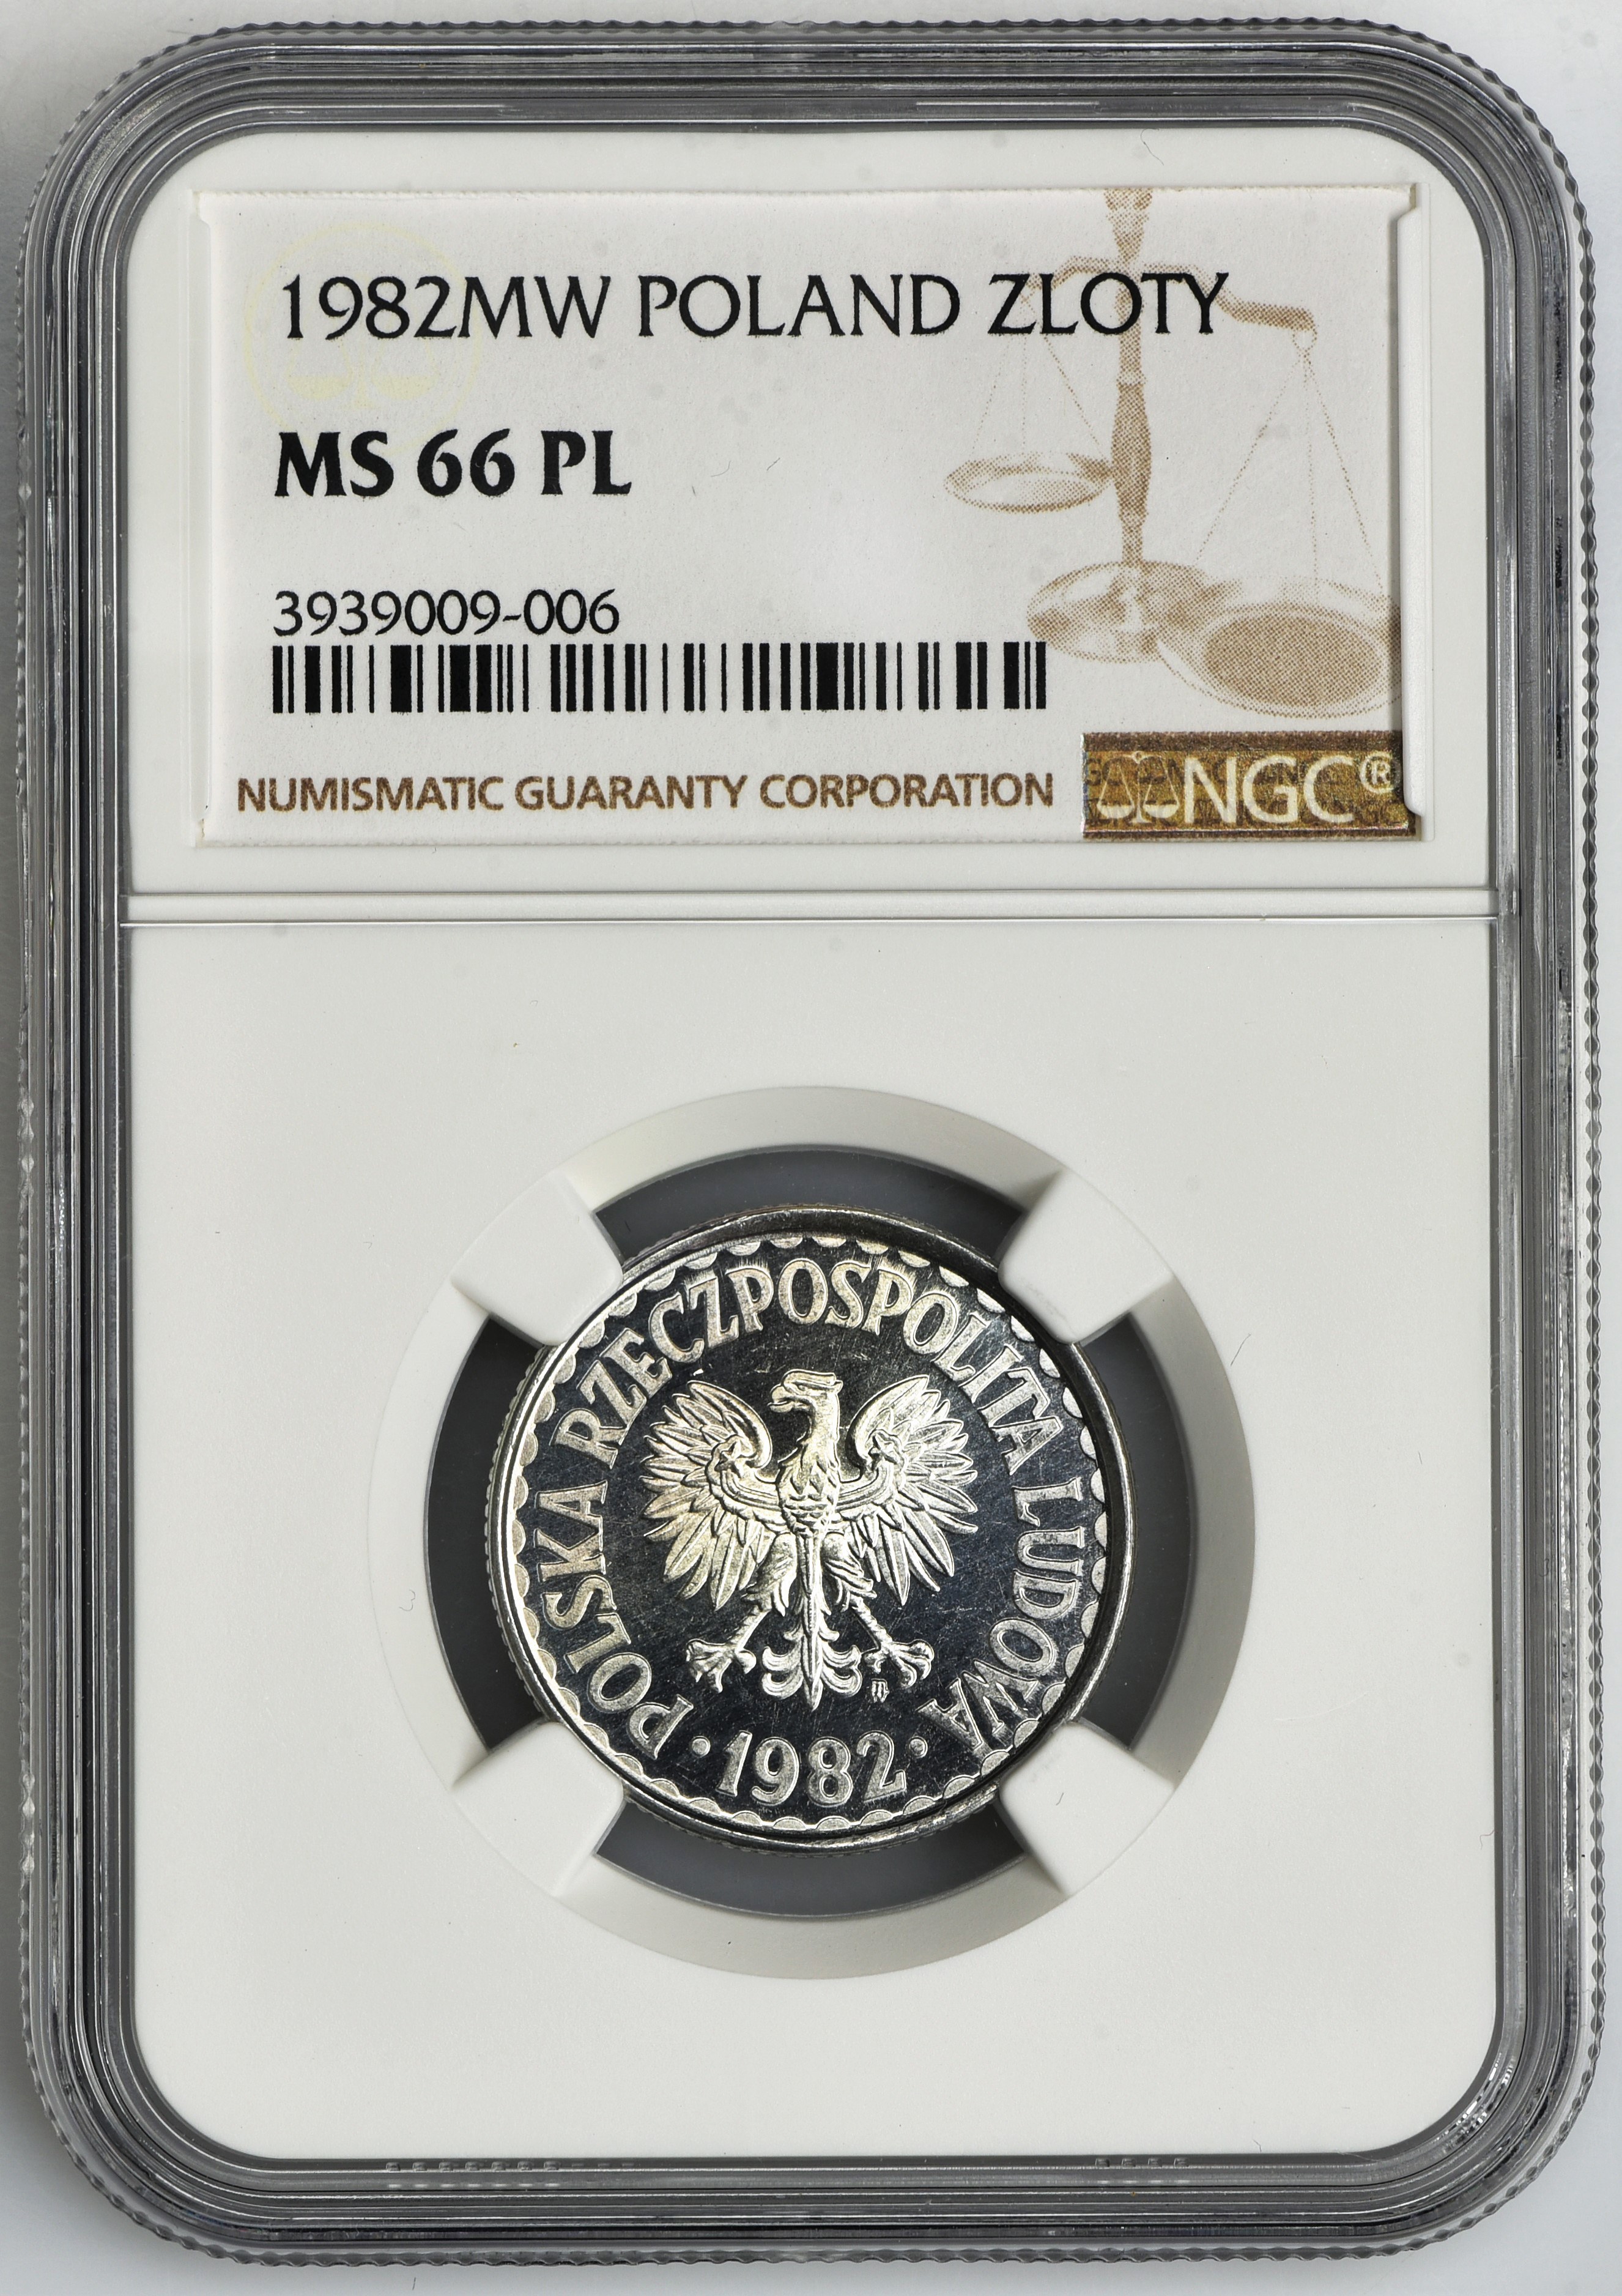 1982MW POLAND ZLOTY
MS 66 PL
3939009-006
NUMISMATIC GUARANTY CORPORATION
NGC®
POLSKA RZECZPOSPOLITA LUDOWA
· 1982 ·